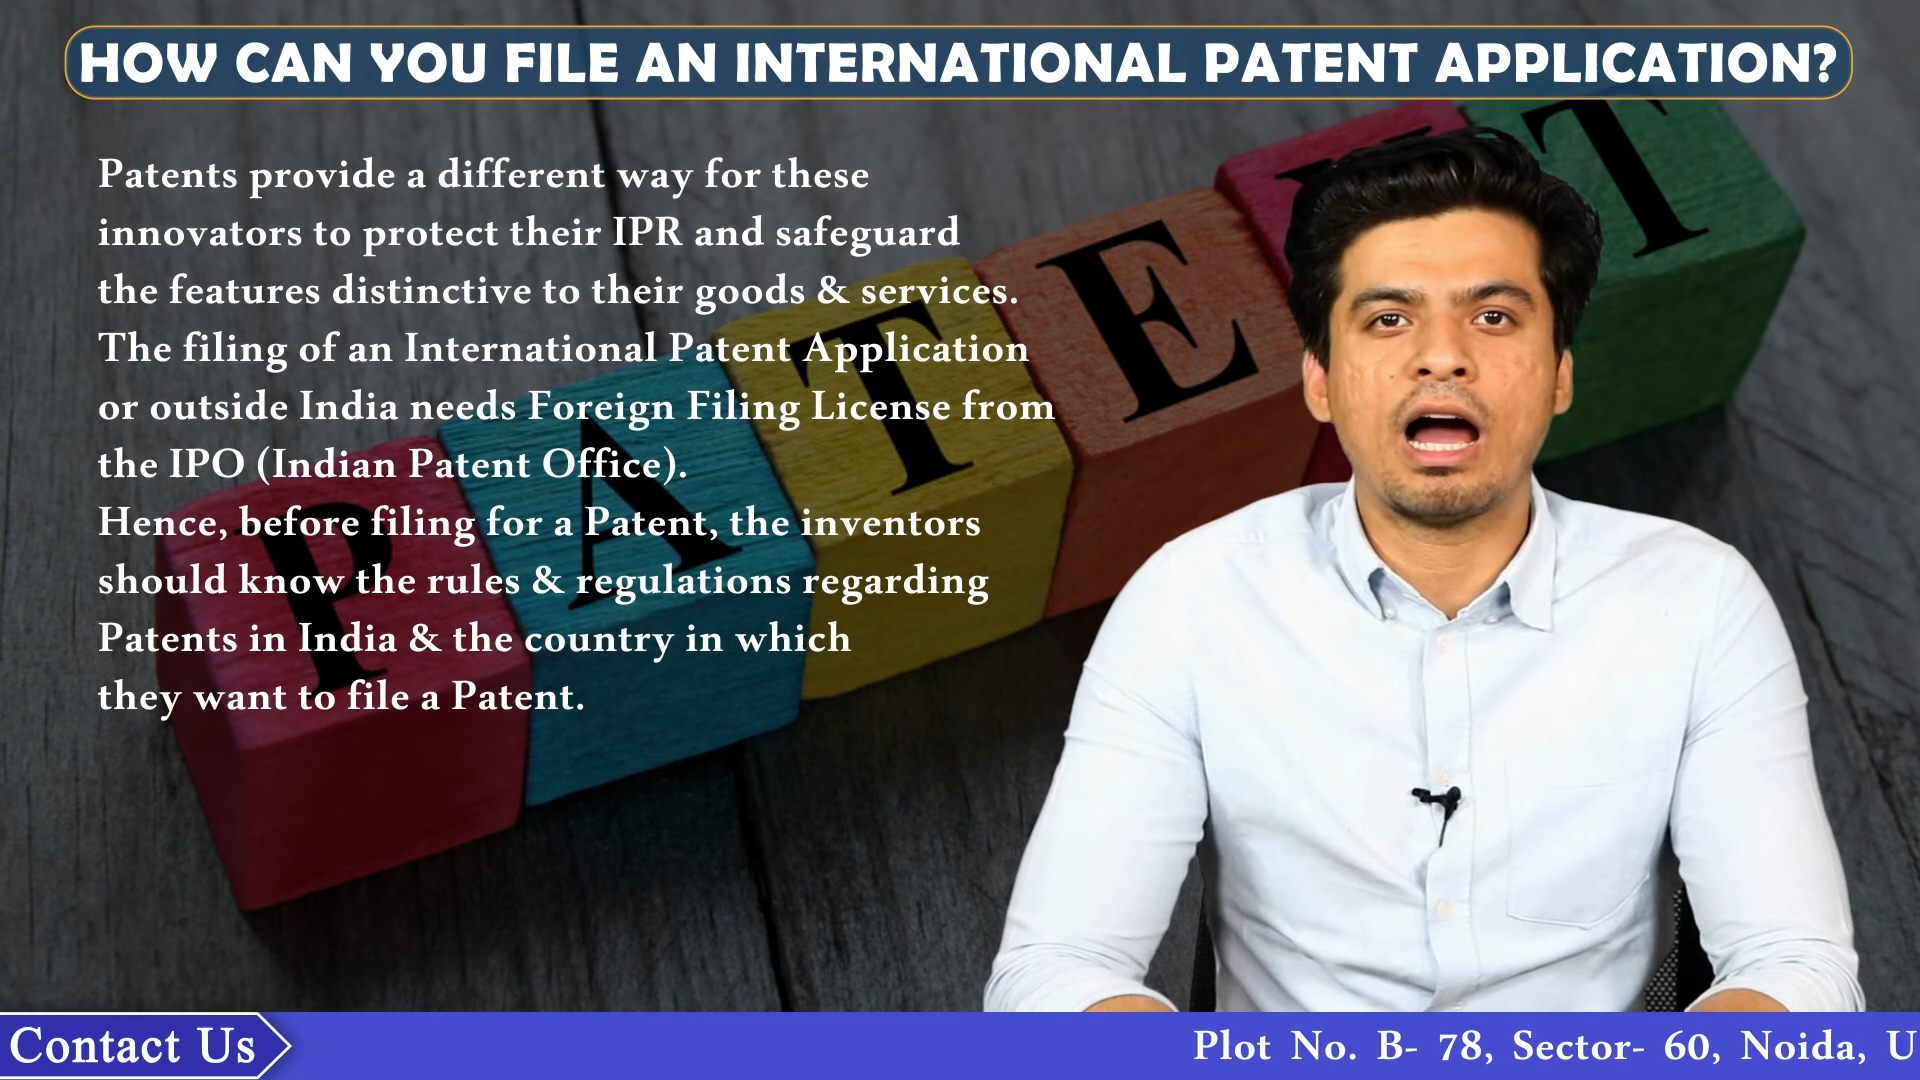 HOW CAN YOU FILE AN INTERNATIONAL PATENT APPLICATION?
Patents provide a different way for these
innovators to protect their IPR and safeguard
the features distinctive to their goods & services.
The filing of an International Patent Application
or outside India needs Foreign Filing License from
the IPO (Indian Patent Office).
Hence, before filing for a Patent, the inventors
should know the rules & regulations regarding
Patents in India & the country in which
they want to file a Patent.
PATENT
Contact Us
Plot No. B- 78, Sector- 60, Noida, U